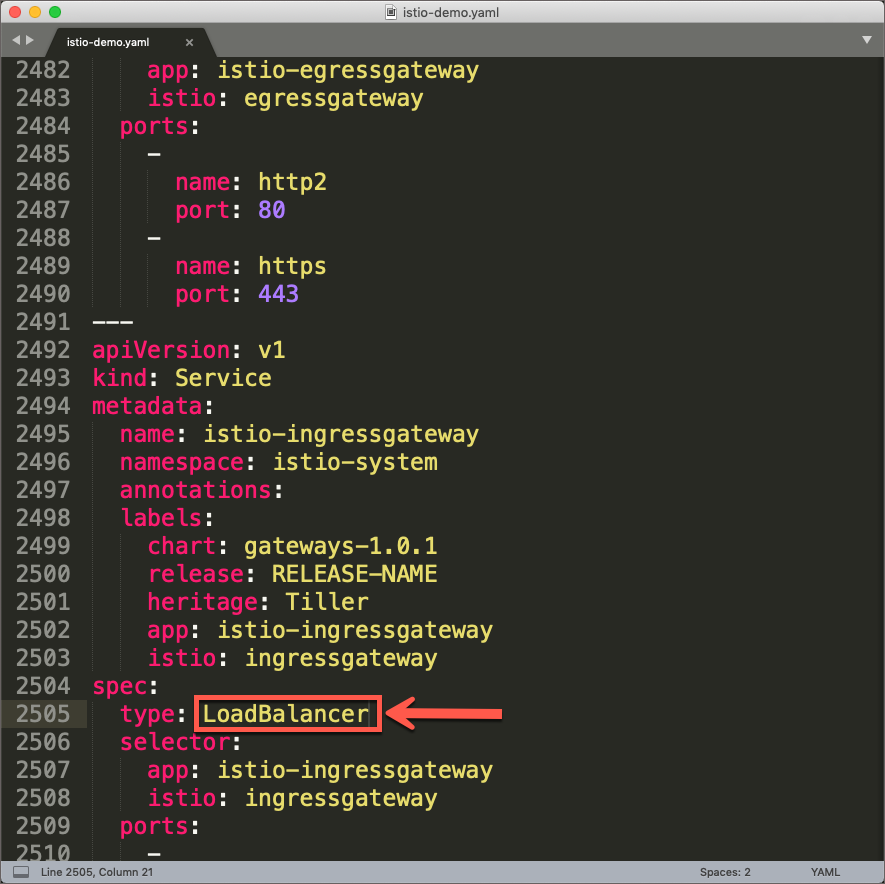 istio-demo.yaml
istio-demo.yaml ×
2482 app: istio-egressgateway
2483 istio: egressgateway
2484 ports:
2485 -
2486 name: http2
2487 port: 80
2488 -
2489 name: https
2490 port: 443
2491 ---
2492 apiVersion: v1
2493 kind: Service
2494 metadata:
2495 name: istio-ingressgateway
2496 namespace: istio-system
2497 annotations:
2498 labels:
2499 chart: gateways-1.0.1
2500 release: RELEASE-NAME
2501 heritage: Tiller
2502 app: istio-ingressgateway
2503 istio: ingressgateway
2504 spec:
2505 type: LoadBalancer
2506 selector:
2507 app: istio-ingressgateway
2508 istio: ingressgateway
2509 ports:
2510 -
Line 2505, Column 21 Spaces: 2 YAML